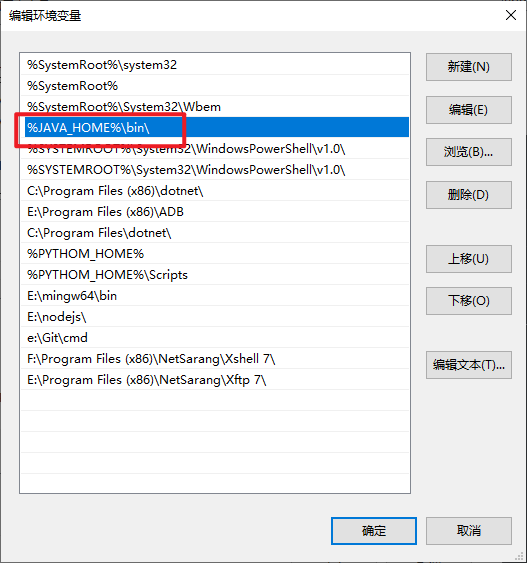 编辑环境变量
%SystemRoot%\system32
%SystemRoot%
%SystemRoot%\System32\Wbem
%JAVA_HOME%\bin\
%SYSTEMROOT%\System32\WindowsPowerShell\v1.0\
%SYSTEMROOT%\System32\WindowsPowerShell\v1.0\
C:\Program Files (x86)\dotnet\
E:\Program Files (x86)\ADB
C:\Program Files\dotnet\
%PYTHOM_HOME%
%PYTHOM_HOME%\Scripts
E:\mingw64\bin
E:\nodejs\
e:\Git\cmd
F:\Program Files (x86)\NetSarang\Xshell 7\
E:\Program Files (x86)\NetSarang\Xftp 7\
新建(N)
编辑(E)
浏览(B)...
删除(D)
上移(U)
下移(O)
编辑文本(T)...
确定
取消